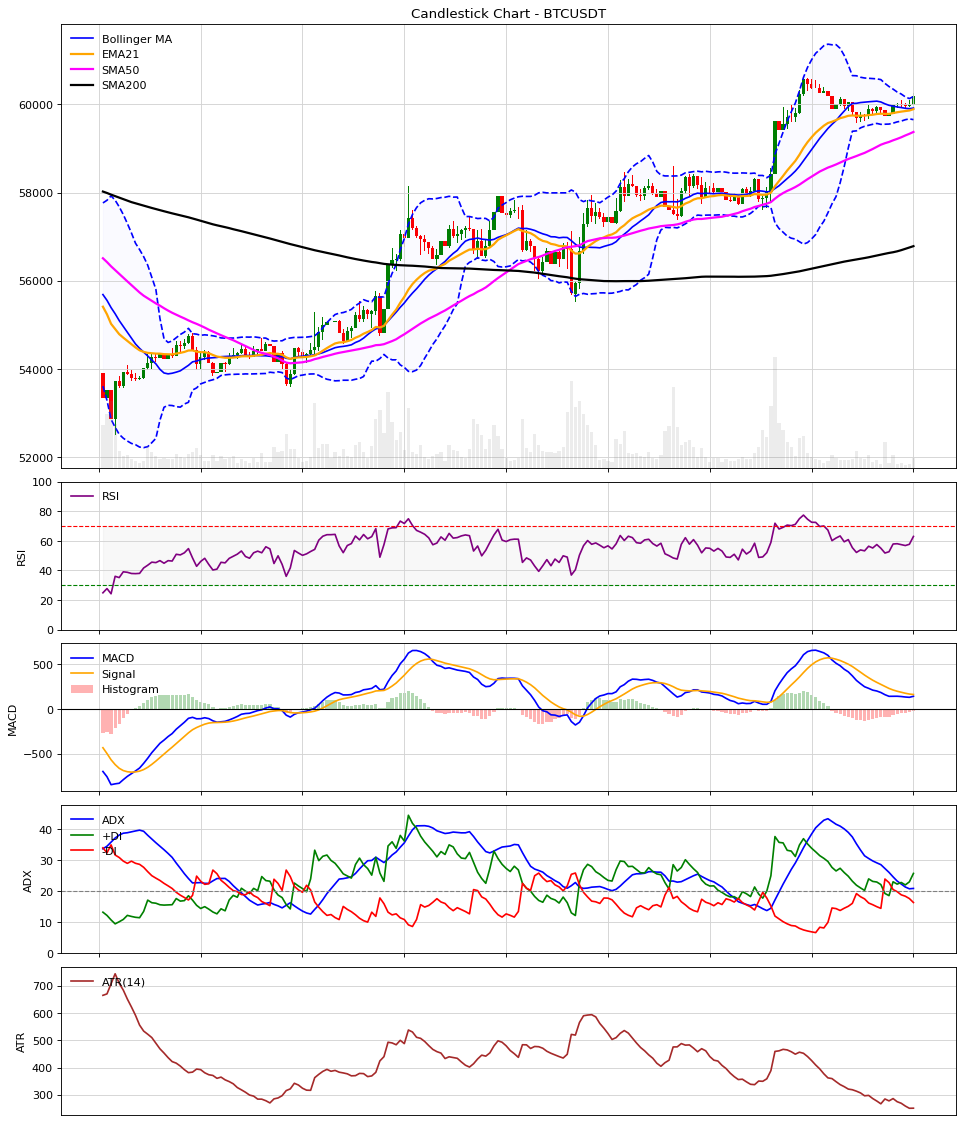 Candlestick Chart - BTCUSDT
Bollinger MA
EMA21
SMA50
SMA200
60000
58000
56000
54000
52000
RSI
100
80
60
40
20
0
RSI
MACD
Signal
Histogram
500
0
−500
MACD
ADX
+DI
-DI
40
30
20
10
0
ADX
ATR(14)
700
600
500
400
300
ATR